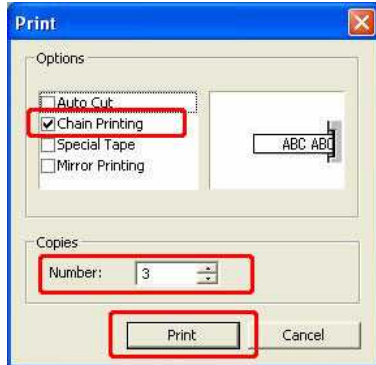 Print
Options
Auto Cut
Chain Printing
Special Tape
Mirror Printing
ABC ABC
Copies
Number: 3
Print Cancel